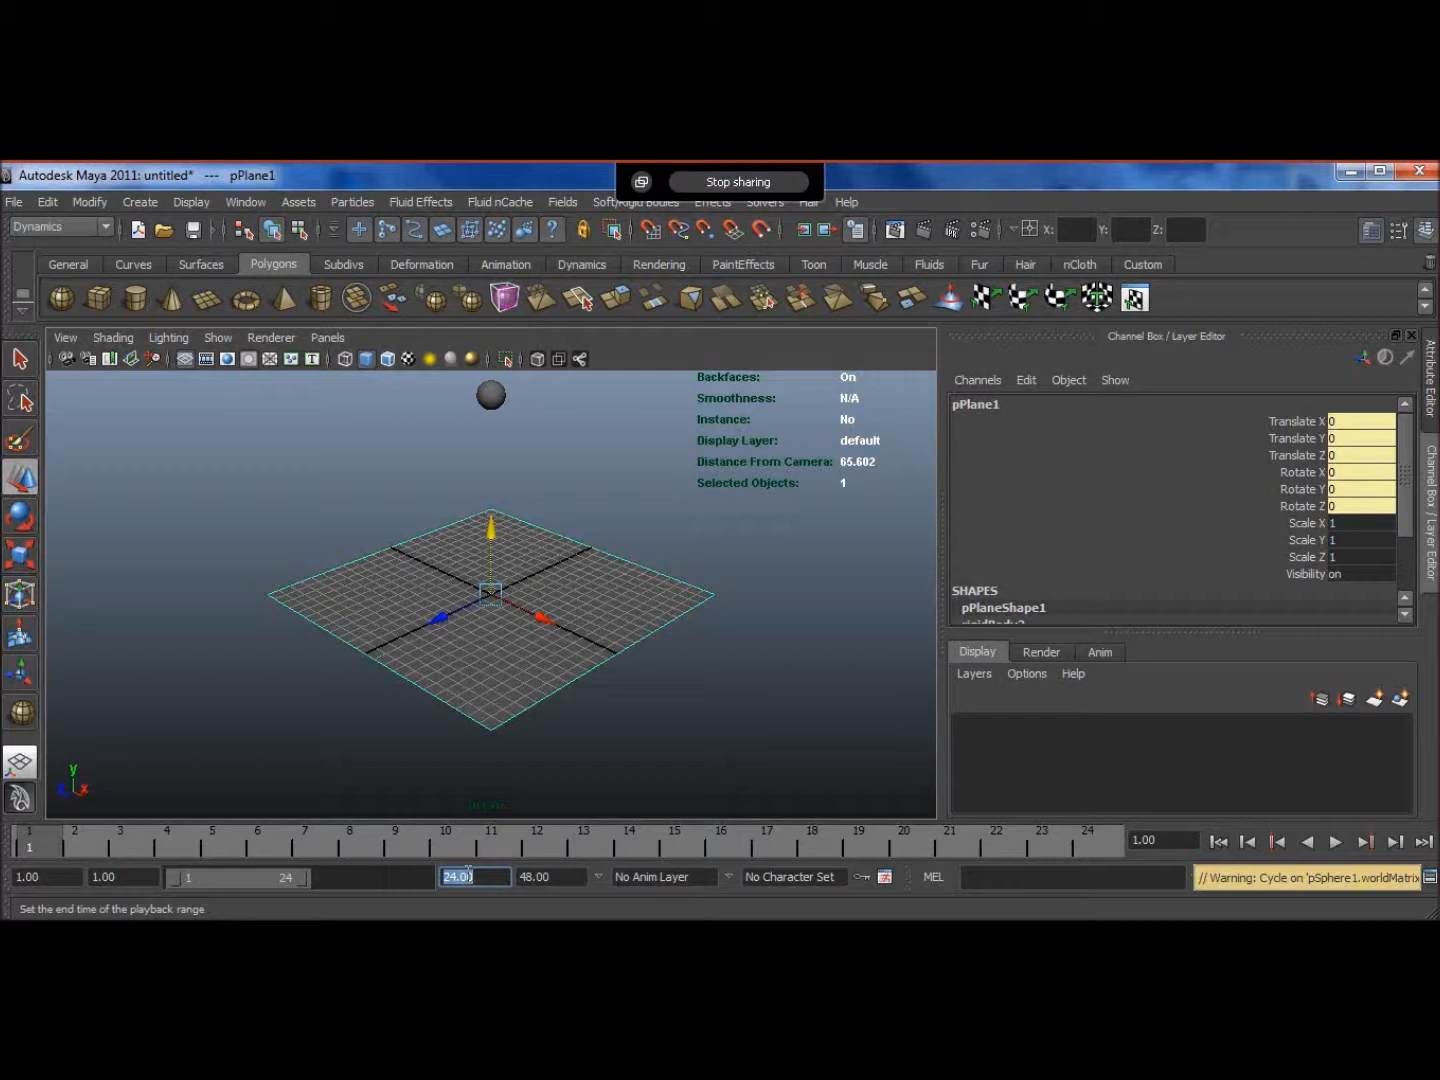 Autodesk Maya 2011: untitled* --- pPlane1
Stop sharing
File Edit Modify Create Display Window Assets Particles Fluid Effects Fluid nCache Fields Soft/Rigid Bodies Effects Solvers Hair Help
Dynamics X: Y: Z:
General Curves Surfaces Polygons Subdivs Deformation Animation Dynamics Rendering PaintEffects Toon Muscle Fluids Fur Hair nCloth Custom
View Shading Lighting Show Renderer Panels
Channel Box / Layer Editor
Backfaces: On
Smoothness: N/A
Instance: No
Display Layer: default
Distance From Camera: 65.602
Selected Objects: 1
Channels Edit Object Show
pPlane1
Translate X 0
Translate Y 0
Translate Z 0
Rotate X 0
Rotate Y 0
Rotate Z 0
Scale X 1
Scale Y 1
Scale Z 1
Visibility on
SHAPES
pPlaneShape1
rigidBody2
Attribute Editor
Channel Box / Layer Editor
Display Render Anim
Layers Options Help
y
z x
1 2 3 4 5 6 7 8 9 10 11 12 13 14 15 16 17 18 19 20 21 22 23 24
1
1.00
1.00 1.00 1 24 24.00 48.00 No Anim Layer No Character Set MEL // Warning: Cycle on 'pSphere1.worldMatrix
Set the end time of the playback range